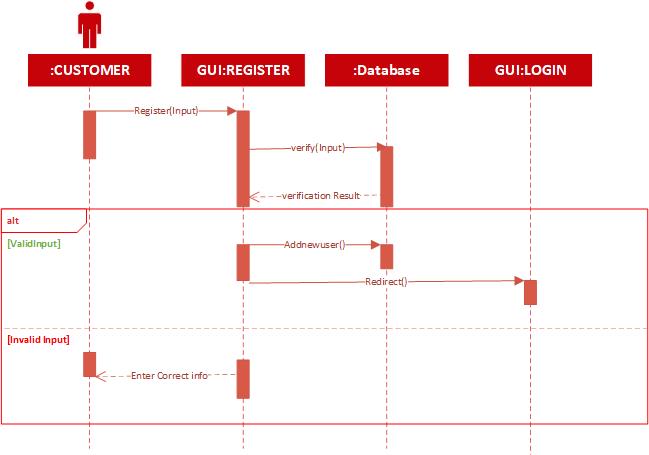 :CUSTOMER
GUI:REGISTER
:Database
GUI:LOGIN
Register(Input)
verify(Input)
verification Result
alt
[ValidInput]
Addnewuser()
Redirect()
[Invalid Input]
Enter Correct info